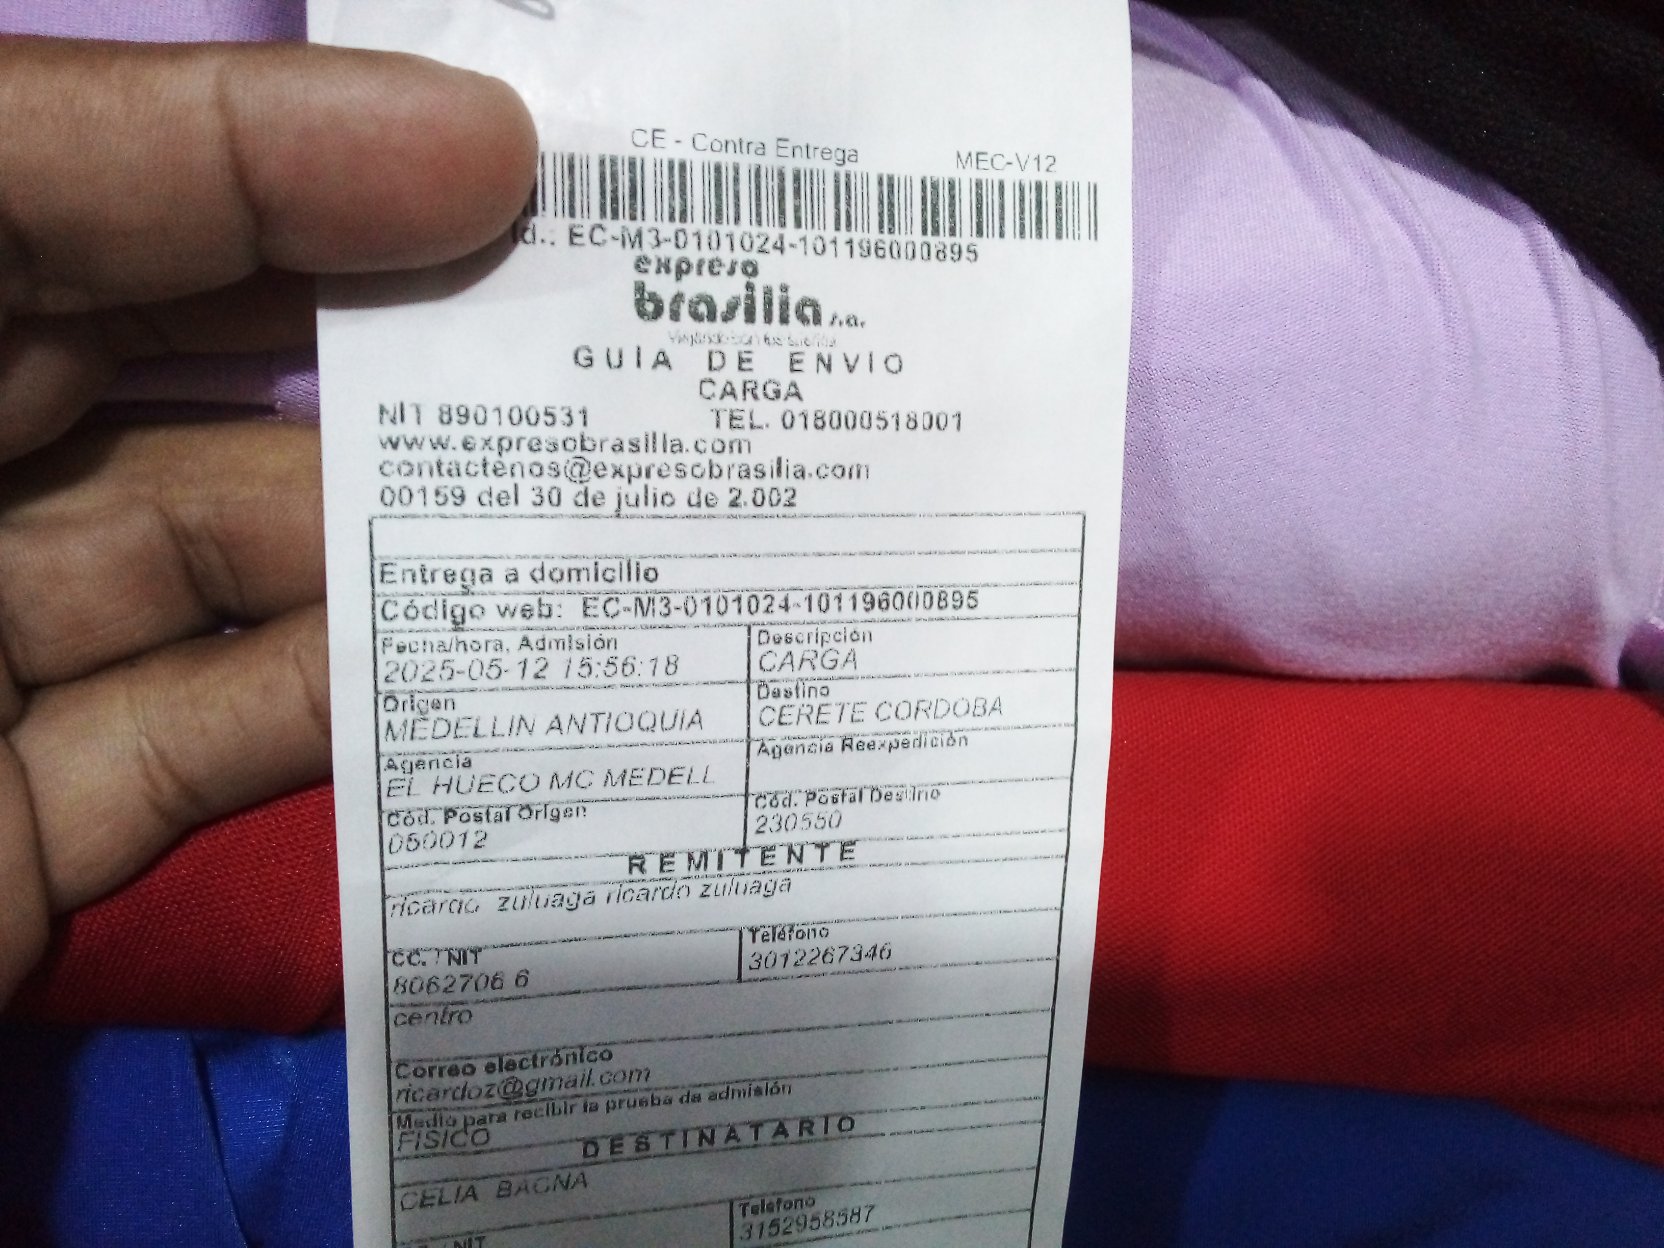 CE - Contra Entrega MEC-V12
d.: EC-M3-0101024-101196000895
expreso
brasilia s.a.
GUIA DE ENVIO
CARGA
NIT 890100531 TEL. 018000518001
www.expresobrasilia.com
contactenos@expresobrasilia.com
00159 del 30 de julio de 2.002
Entrega a domicilio
Código web: EC-M3-0101024-101196000895
Fecha/hora, Admisión Descripción
2025-05-12 15:56:18 CARGA
Origen Destino
MEDELLIN ANTIOQUIA CERETE CORDOBA
Agencia Agencia Reexpedición
EL HUECO MC MEDELL
Cód. Postal Origen Cód. Postal Destino
050012 230550
REMITENTE
ricardo zuluaga ricardo zuluaga
CC. / NIT Teléfono
8062706 6 3012267346
centro
Correo electrónico
ricardoz@gmail.com
Medio para recibir la prueba de admisión
FISICO
DESTINATARIO
CELIA BAGNA
Telefono
NIT 3152958587